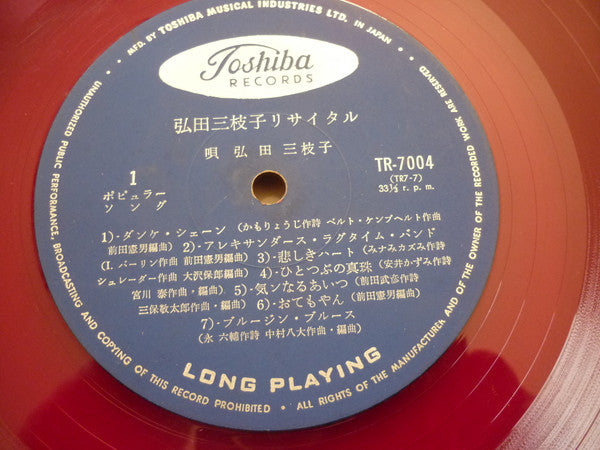 MFD. BY TOSHIBA MUSICAL INDUSTRIES LTD. IN JAPAN
Toshiba
RECORDS
弘田三枝子リサイタル
唄 弘田三枝子
1
ポピュラー
ソング
TR-7004
(TR7-7)
33⅓ r. p. m.
1)-ダンケ・シェーン (かもりょうじ作詩 ベルト・ケンプヘルト作曲
前田憲男編曲) 2)-アレキサンダース・ラグタイム・バンド
(I. バーリン作曲 前田憲男編曲) 3)-悲しきハート (みナみカズみ作詩
シュレーダー作曲 大沢保郎編曲) 4)-ひとつぶの真珠 (安井かずみ作詩
宮川 泰作曲・編曲) 5)-気ンなるあいつ (前田武彦作詩
三保敬太郎作曲・編曲) 6)-おてもやん (前田憲男編曲)
7)-ブルージン・ブルース
(永 六輔作詩 中村八大作曲・編曲)
LONG PLAYING
UNAUTHORIZED PUBLIC PERFORMANCE, BROADCASTING AND COPYING OF THIS RECORD PROHIBITED • ALL RIGHTS OF THE MANUFACTURER AND OF THE OWNER OF THE RECORDED WORK ARE RESERVED